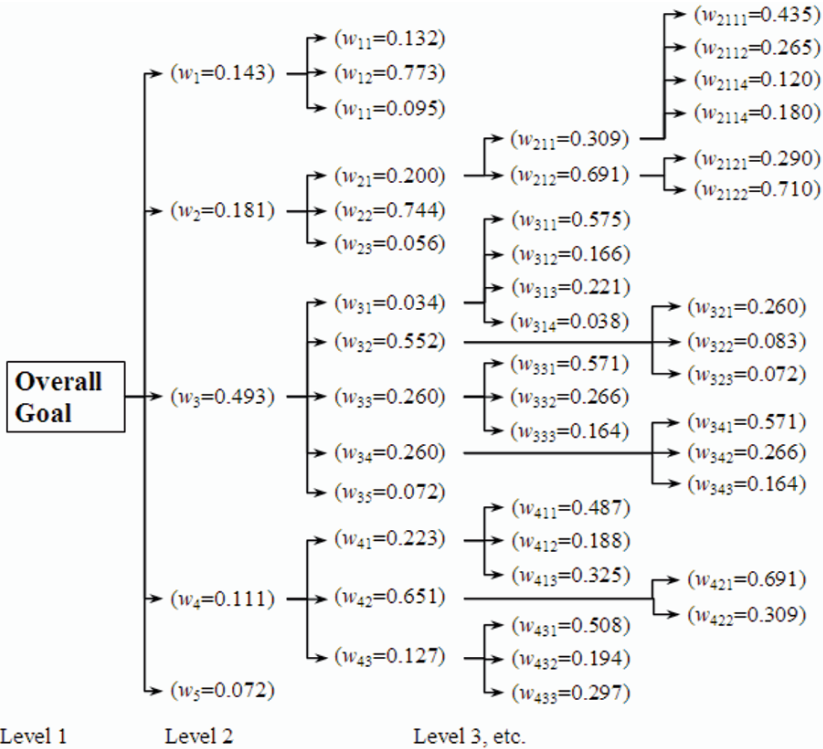 Overall
Goal
(w1=0.143)
(w11=0.132)
(w12=0.773)
(w11=0.095)
(w2=0.181)
(w21=0.200)
(w22=0.744)
(w23=0.056)
(w211=0.309)
(w212=0.691)
(w2111=0.435)
(w2112=0.265)
(w2114=0.120)
(w2114=0.180)
(w2121=0.290)
(w2122=0.710)
(w3=0.493)
(w31=0.034)
(w32=0.552)
(w33=0.260)
(w34=0.260)
(w35=0.072)
(w311=0.575)
(w312=0.166)
(w313=0.221)
(w314=0.038)
(w321=0.260)
(w322=0.083)
(w323=0.072)
(w331=0.571)
(w332=0.266)
(w333=0.164)
(w341=0.571)
(w342=0.266)
(w343=0.164)
(w4=0.111)
(w41=0.223)
(w42=0.651)
(w43=0.127)
(w411=0.487)
(w412=0.188)
(w413=0.325)
(w421=0.691)
(w422=0.309)
(w431=0.508)
(w432=0.194)
(w433=0.297)
(w5=0.072)
Level 1
Level 2
Level 3, etc.